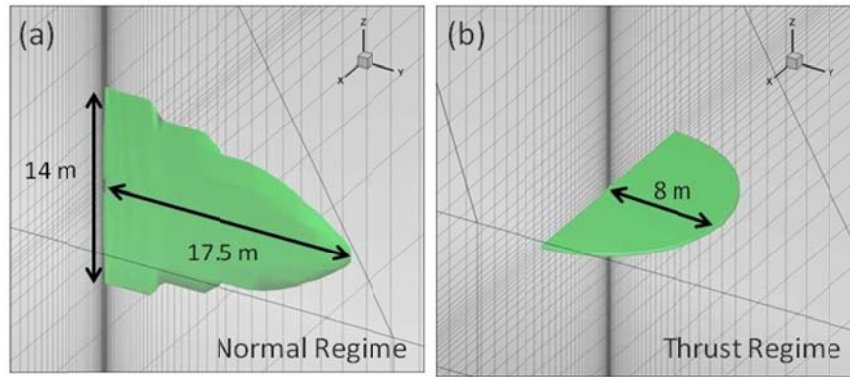 (a)
Z
X
Y
14 m
17.5 m
Normal Regime
(b)
Z
X
Y
8 m
Thrust Regime